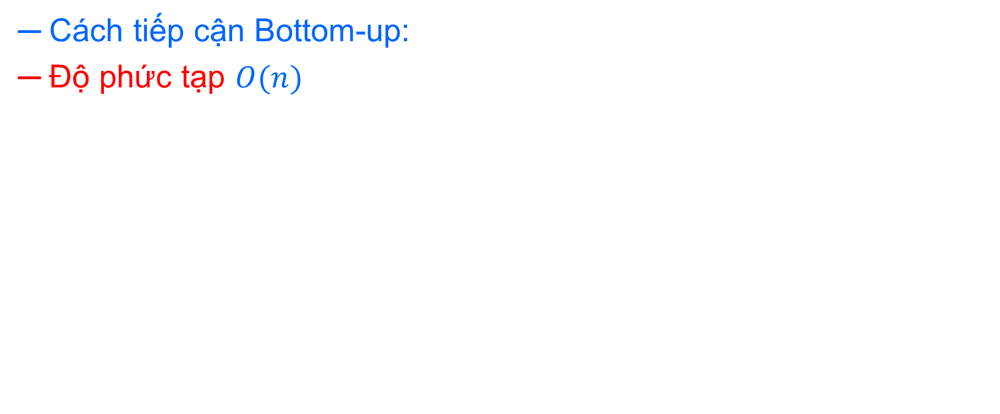 — Cách tiếp cận Bottom-up:
— Độ phức tạp O(n)